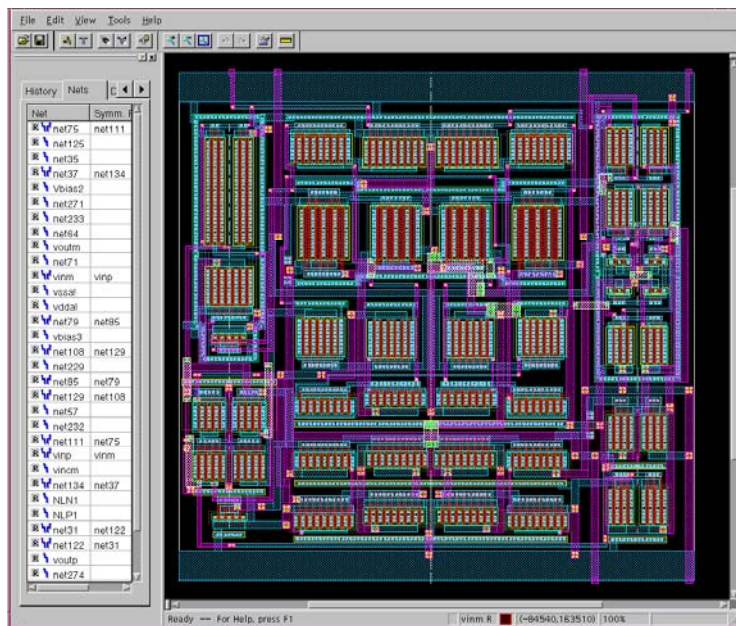 File Edit View Tools Help
History Nets
Net Symm.
net75 net111
net125
net35
net37 net134
Vbias2
net271
net233
net64
voutm
net71
vinm vinp
vssal
vddal
net79 net85
vbias3
net108 net129
net229
net85 net79
net129 net108
net57
net232
net111 net75
vinp vinm
vincm
net134 net37
NLN1
NLP1
net31 net122
net122 net31
voutp
net274
Ready -- For Help, press F1 vinm R (-84540,163510) 100%